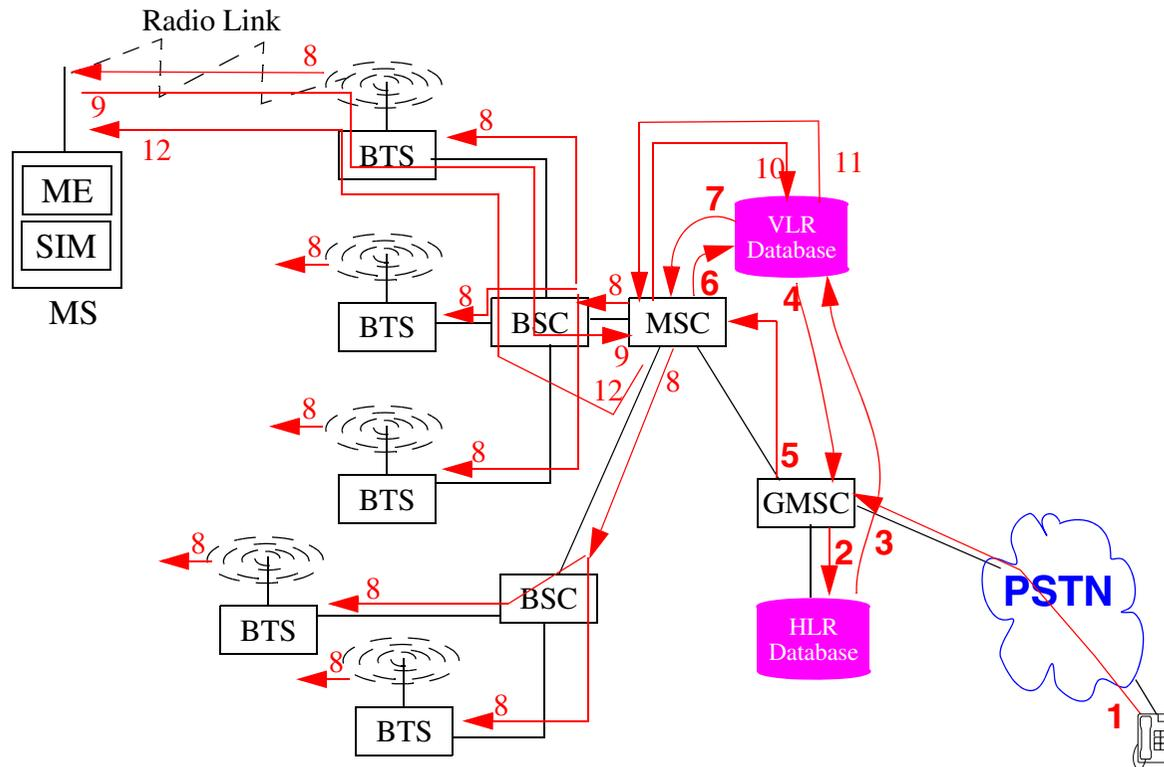 Radio Link
8
9
12
8
BTS
10
11
ME
SIM
MS
7
VLR
Database
8
8
8
6
4
BTS
BSC
MSC
9
12
8
8
8
BTS
5
GMSC
2
3
8
8
BSC
PSTN
BTS
HLR
Database
8
8
BTS
1